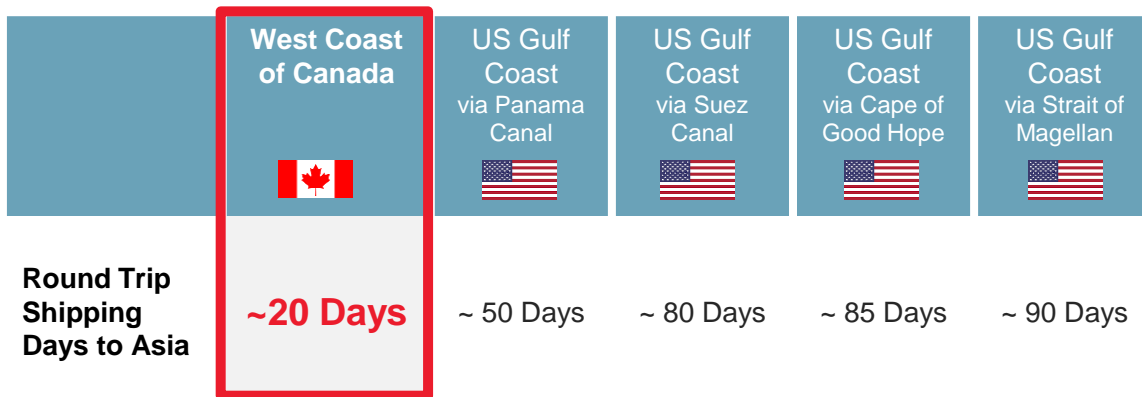 West Coast
of Canada
US Gulf
Coast
via Panama
Canal
US Gulf
Coast
via Suez
Canal
US Gulf
Coast
via Cape of
Good Hope
US Gulf
Coast
via Strait of
Magellan
Round Trip
Shipping
Days to Asia
~20 Days
~ 50 Days
~ 80 Days
~ 85 Days
~ 90 Days